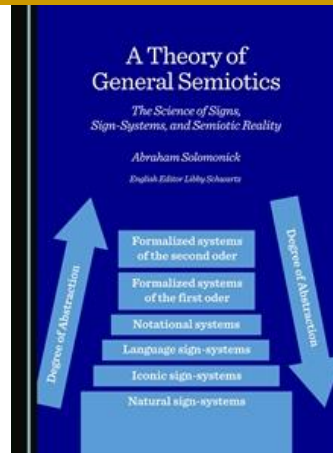 A Theory of
General Semiotics
The Science of Signs,
Sign-Systems, and Semiotic Reality
Abraham Solomonick
English Editor Libby Schwartz
Degree of Abstraction
Formalized systems
of the second oder
Formalized systems
of the first oder
Notational systems
Language sign-systems
Iconic sign-systems
Natural sign-systems
Degree of Abstraction